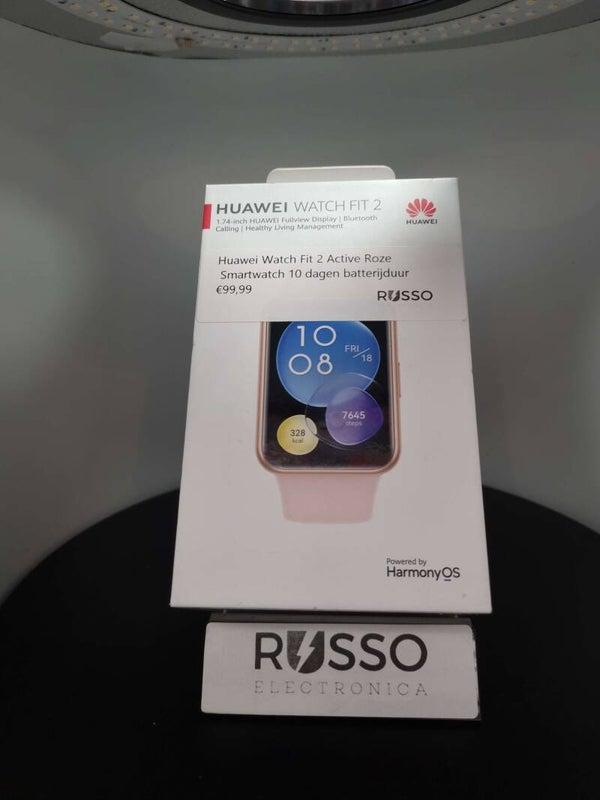 HUAWEI WATCH FIT 2
1.74-inch HUAWEI Fullview Display | Bluetooth
Calling | Healthy Living Management
HUAWEI
Huawei Watch Fit 2 Active Roze
Smartwatch 10 dagen batterijduur
€99,99
RUSSO
10
08
FRI
18
7645
steps
328
kcal
Powered by
HarmonyOS
RUSSO
ELECTRONICA